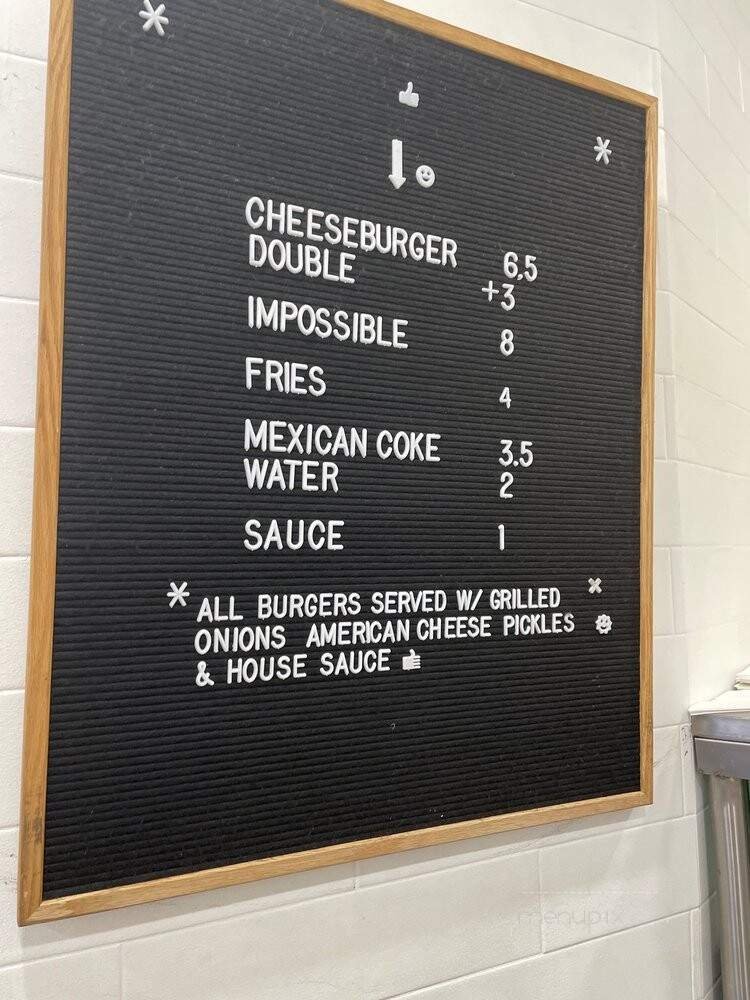 CHEESEBURGER 6.5
DOUBLE +3
IMPOSSIBLE 8
FRIES 4
MEXICAN COKE 3.5
WATER 2
SAUCE 1
* ALL BURGERS SERVED W/ GRILLED
ONIONS AMERICAN CHEESE PICKLES
& HOUSE SAUCE
menupix